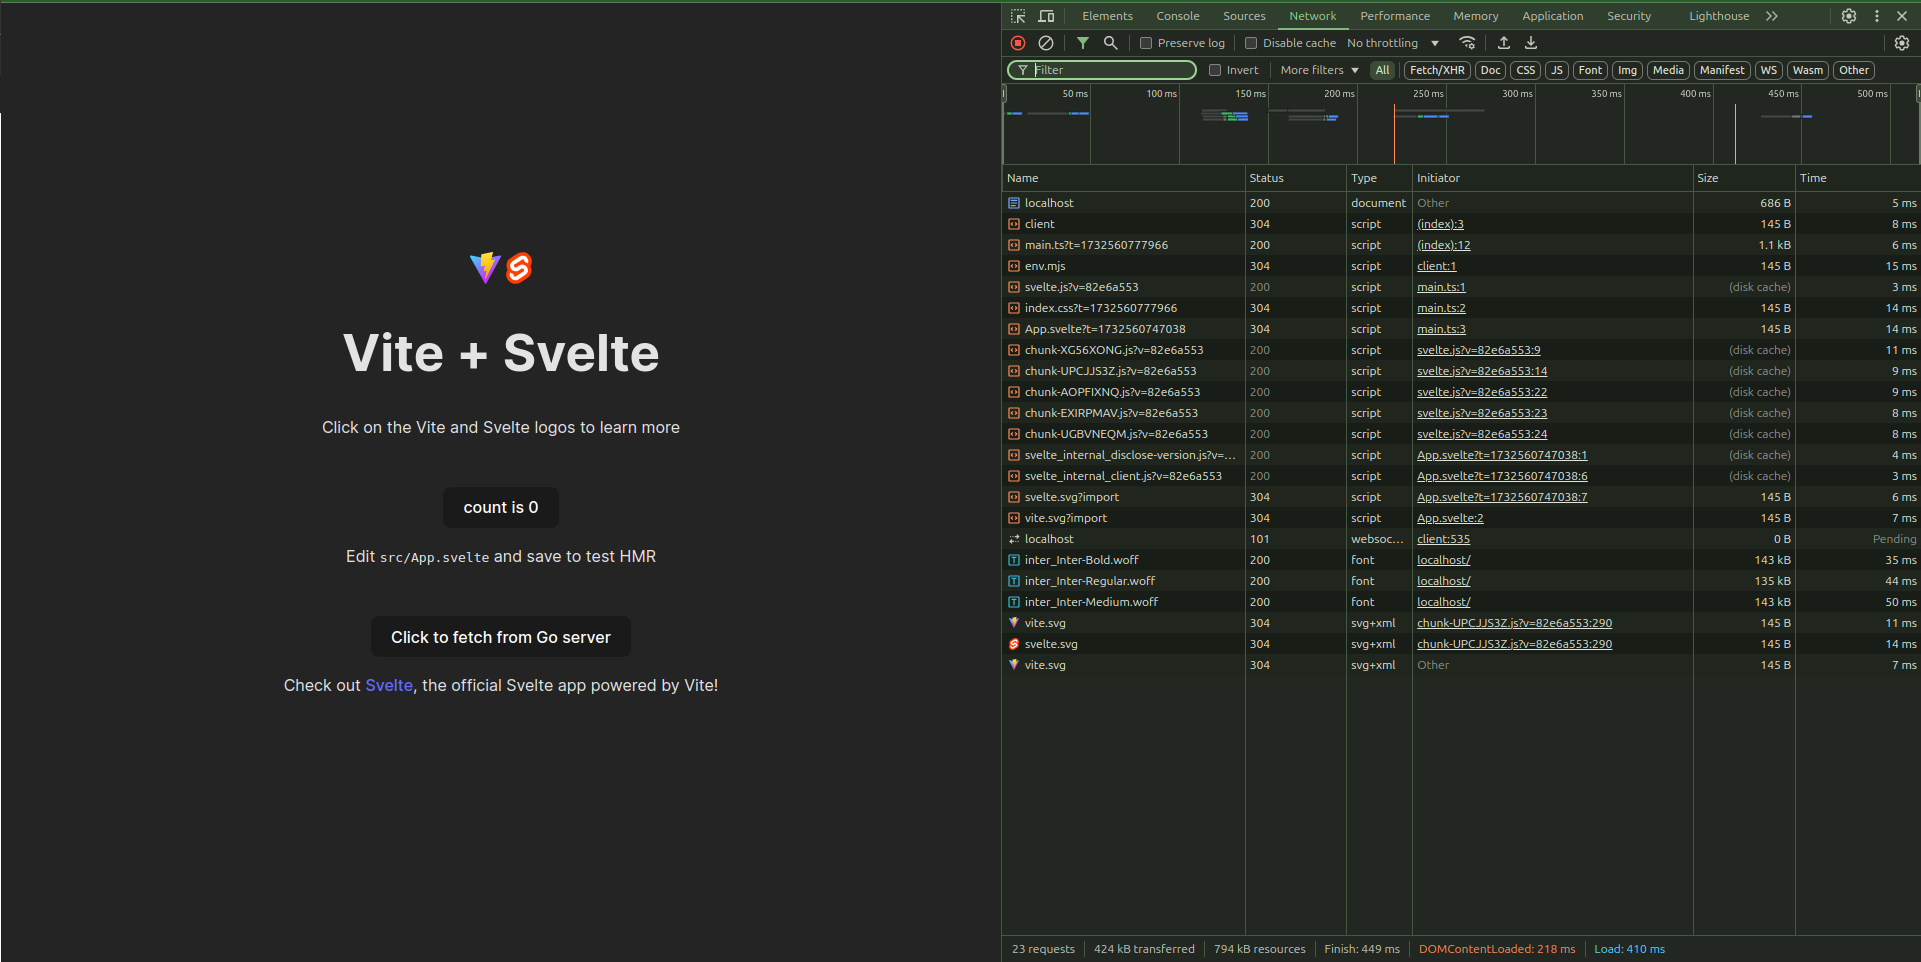 Vite + Svelte
Click on the Vite and Svelte logos to learn more
count is 0
Edit src/App.svelte and save to test HMR
Click to fetch from Go server
Check out Svelte, the official Svelte app powered by Vite!
Elements Console Sources Network Performance Memory Application Security Lighthouse
Preserve log Disable cache No throttling
Filter Invert More filters All Fetch/XHR Doc CSS JS Font Img Media Manifest WS Wasm Other
50 ms 100 ms 150 ms 200 ms 250 ms 300 ms 350 ms 400 ms 450 ms 500 ms
Name Status Type Initiator Size Time
localhost 200 document Other 686 B 5 ms
client 304 script (index):3 145 B 8 ms
main.ts?t=1732560777966 200 script (index):12 1.1 kB 6 ms
env.mjs 304 script client:1 145 B 15 ms
svelte.js?v=82e6a553 200 script main.ts:1 (disk cache) 3 ms
index.css?t=1732560777966 304 script main.ts:2 145 B 14 ms
App.svelte?t=1732560747038 304 script main.ts:3 145 B 14 ms
chunk-XG56XONG.js?v=82e6a553 200 script svelte.js?v=82e6a553:9 (disk cache) 11 ms
chunk-UPCJJS3Z.js?v=82e6a553 200 script svelte.js?v=82e6a553:14 (disk cache) 9 ms
chunk-AOPFIXNQ.js?v=82e6a553 200 script svelte.js?v=82e6a553:22 (disk cache) 9 ms
chunk-EXIRPMAV.js?v=82e6a553 200 script svelte.js?v=82e6a553:23 (disk cache) 8 ms
chunk-UGBVNEQM.js?v=82e6a553 200 script svelte.js?v=82e6a553:24 (disk cache) 8 ms
svelte_internal_disclose-version.js?v=... 200 script App.svelte?t=1732560747038:1 (disk cache) 4 ms
svelte_internal_client.js?v=82e6a553 200 script App.svelte?t=1732560747038:6 (disk cache) 3 ms
svelte.svg?import 304 script App.svelte?t=1732560747038:7 145 B 6 ms
vite.svg?import 304 script App.svelte:2 145 B 7 ms
localhost 101 websoc... client:535 0 B Pending
inter_Inter-Bold.woff 200 font localhost/ 143 kB 35 ms
inter_Inter-Regular.woff 200 font localhost/ 135 kB 44 ms
inter_Inter-Medium.woff 200 font localhost/ 143 kB 50 ms
vite.svg 304 svg+xml chunk-UPCJJS3Z.js?v=82e6a553:290 145 B 11 ms
svelte.svg 304 svg+xml chunk-UPCJJS3Z.js?v=82e6a553:290 145 B 14 ms
vite.svg 304 svg+xml Other 145 B 7 ms
23 requests 424 kB transferred 794 kB resources Finish: 449 ms DOMContentLoaded: 218 ms Load: 410 ms